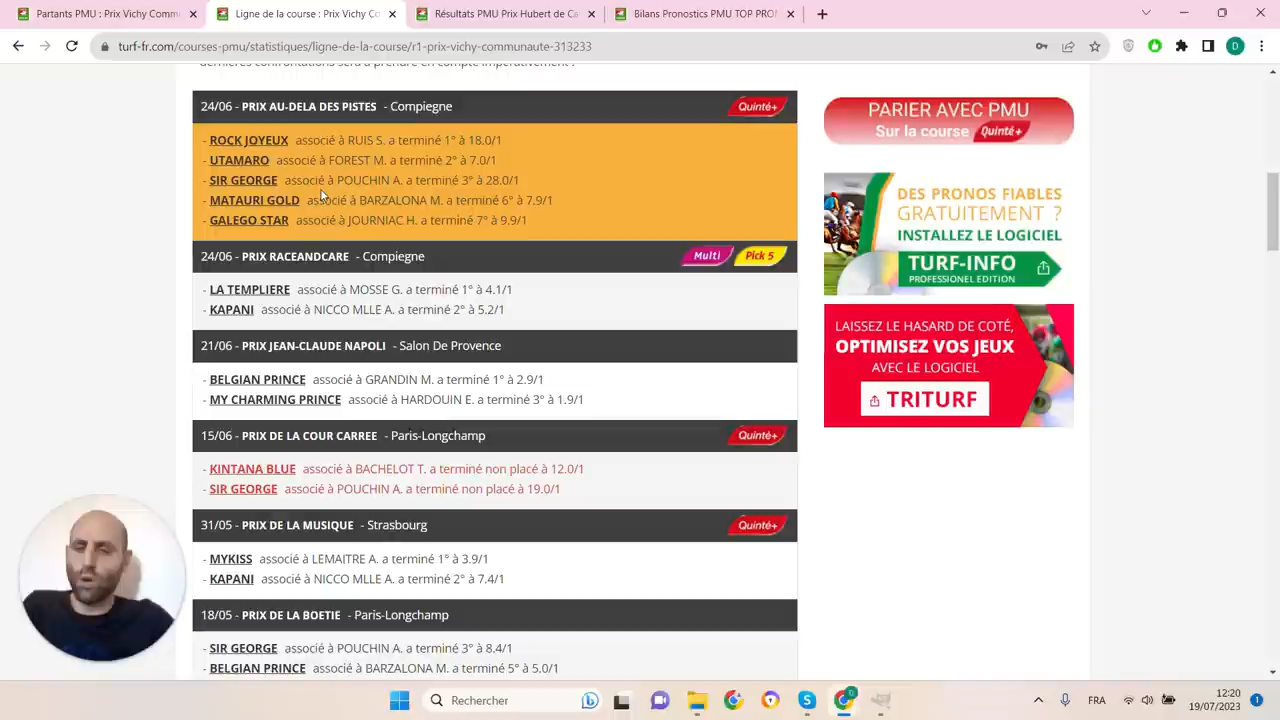 Partants PMU : Prix Vichy Comm
Ligne de la course : Prix Vichy Co
Résultats PMU Prix Hubert de Ca
Bilans Pronostics PMU TOP PRO
turf-fr.com/courses-pmu/statistiques/ligne-de-la-course/r1-prix-vichy-communaute-313233
D
dernières confrontations sera à prendre en compte impérativement !
24/06 - PRIX AU-DELA DES PISTES - Compiegne
Quinté+
- ROCK JOYEUX associé à RUIS S. a terminé 1° à 18.0/1
- UTAMARO associé à FOREST M. a terminé 2° à 7.0/1
- SIR GEORGE associé à POUCHIN A. a terminé 3° à 28.0/1
- MATAURI GOLD associé à BARZALONA M. a terminé 6° à 7.9/1
- GALEGO STAR associé à JOURNIAC H. a terminé 7° à 9.9/1
24/06 - PRIX RACEANDCARE - Compiegne
Multi
Pick 5
- LA TEMPLIERE associé à MOSSE G. a terminé 1° à 4.1/1
- KAPANI associé à NICCO MLLE A. a terminé 2° à 5.2/1
21/06 - PRIX JEAN-CLAUDE NAPOLI - Salon De Provence
- BELGIAN PRINCE associé à GRANDIN M. a terminé 1° à 2.9/1
- MY CHARMING PRINCE associé à HARDOUIN E. a terminé 3° à 1.9/1
15/06 - PRIX DE LA COUR CARREE - Paris-Longchamp
Quinté+
- KINTANA BLUE associé à BACHELOT T. a terminé non placé à 12.0/1
- SIR GEORGE associé à POUCHIN A. a terminé non placé à 19.0/1
31/05 - PRIX DE LA MUSIQUE - Strasbourg
Quinté+
- MYKISS associé à LEMAITRE A. a terminé 1° à 3.9/1
- KAPANI associé à NICCO MLLE A. a terminé 2° à 7.4/1
18/05 - PRIX DE LA BOETIE - Paris-Longchamp
- SIR GEORGE associé à POUCHIN A. a terminé 3° à 8.4/1
- BELGIAN PRINCE associé à BARZALONA M. a terminé 5° à 5.0/1
PARIER AVEC PMU
Sur la course Quinté+
DES PRONOS FIABLES
GRATUITEMENT ?
INSTALLEZ LE LOGICIEL
TURF-INFO
PROFESSIONEL EDITION
LAISSEZ LE HASARD DE COTÉ,
OPTIMISEZ VOS JEUX
AVEC LE LOGICIEL
TRITURF
Rechercher
D
FRA
12:20
19/07/2023